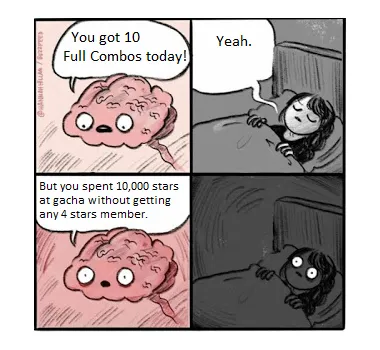 You got 10
Full Combos today!
Yeah.
But you spent 10,000 stars
at gacha without getting
any 4 stars member.